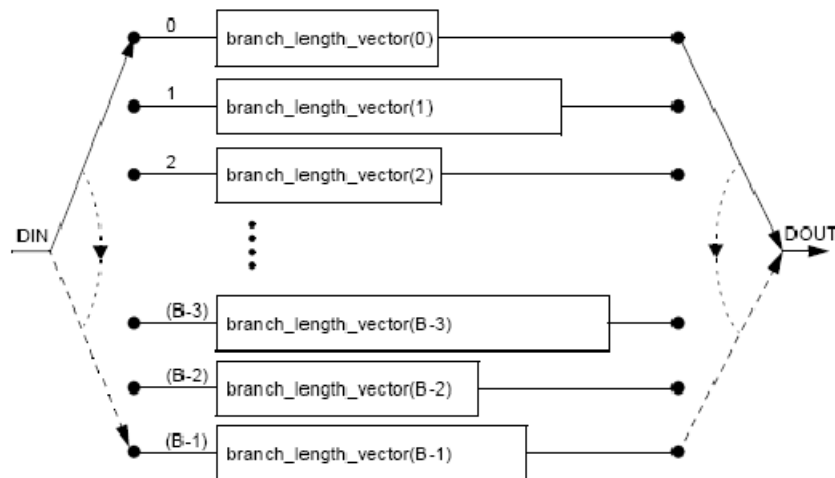 0
branch_length_vector(0)
1
branch_length_vector(1)
2
branch_length_vector(2)
DIN
DOUT
(B-3)
branch_length_vector(B-3)
(B-2)
branch_length_vector(B-2)
(B-1)
branch_length_vector(B-1)